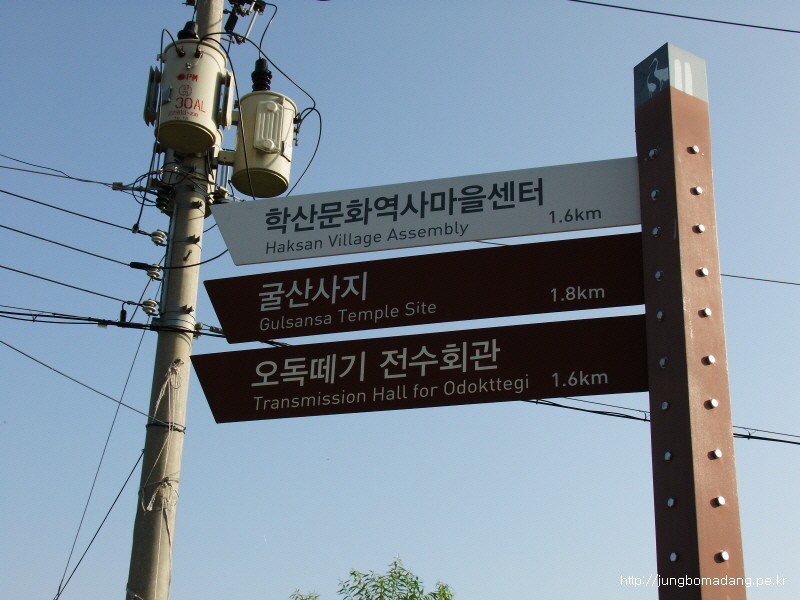 30AL
학산문화역사마을센터 1.6km
Haksan Village Assembly
굴산사지 1.8km
Gulsansa Temple Site
오독떼기 전수회관 1.6km
Transmission Hall for Odokttegi
http://jungbomadang.pe.kr